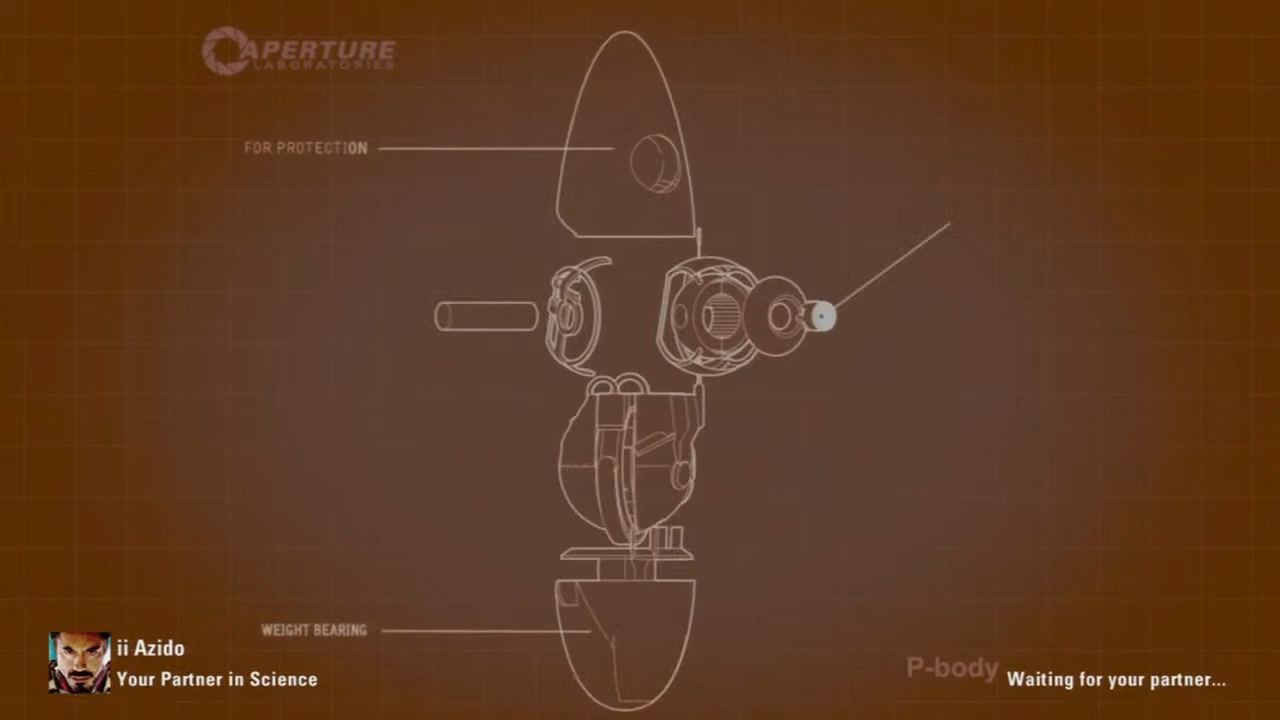 APERTURE
LABORATORIES
FOR PROTECTION
WEIGHT BEARING
ii Azido
Your Partner in Science
P-body
Waiting for your partner...